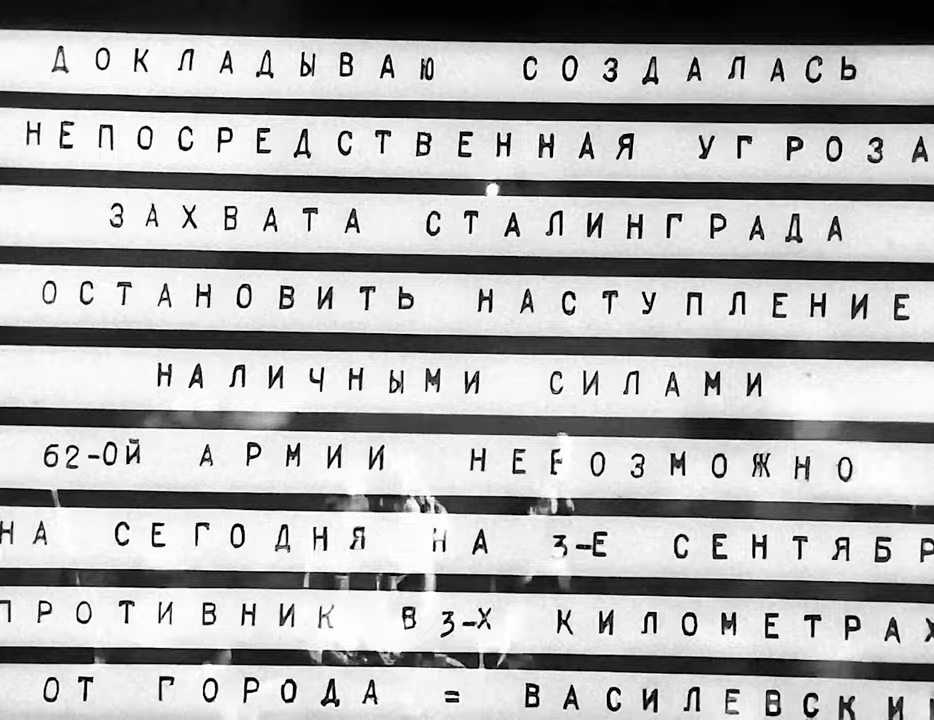 ДОКЛАДЫВАЮ СОЗДАЛАСЬ
НЕПОСРЕДСТВЕННАЯ УГРОЗА
ЗАХВАТА СТАЛИНГРАДА
ОСТАНОВИТЬ НАСТУПЛЕНИЕ
НАЛИЧНЫМИ СИЛАМИ
62-ОЙ АРМИИ НЕВОЗМОЖНО
НА СЕГОДНЯ НА 3-Е СЕНТЯБР
ПРОТИВНИК В 3-Х КИЛОМЕТРАХ
ОТ ГОРОДА = ВАСИЛЕВСКИЙ